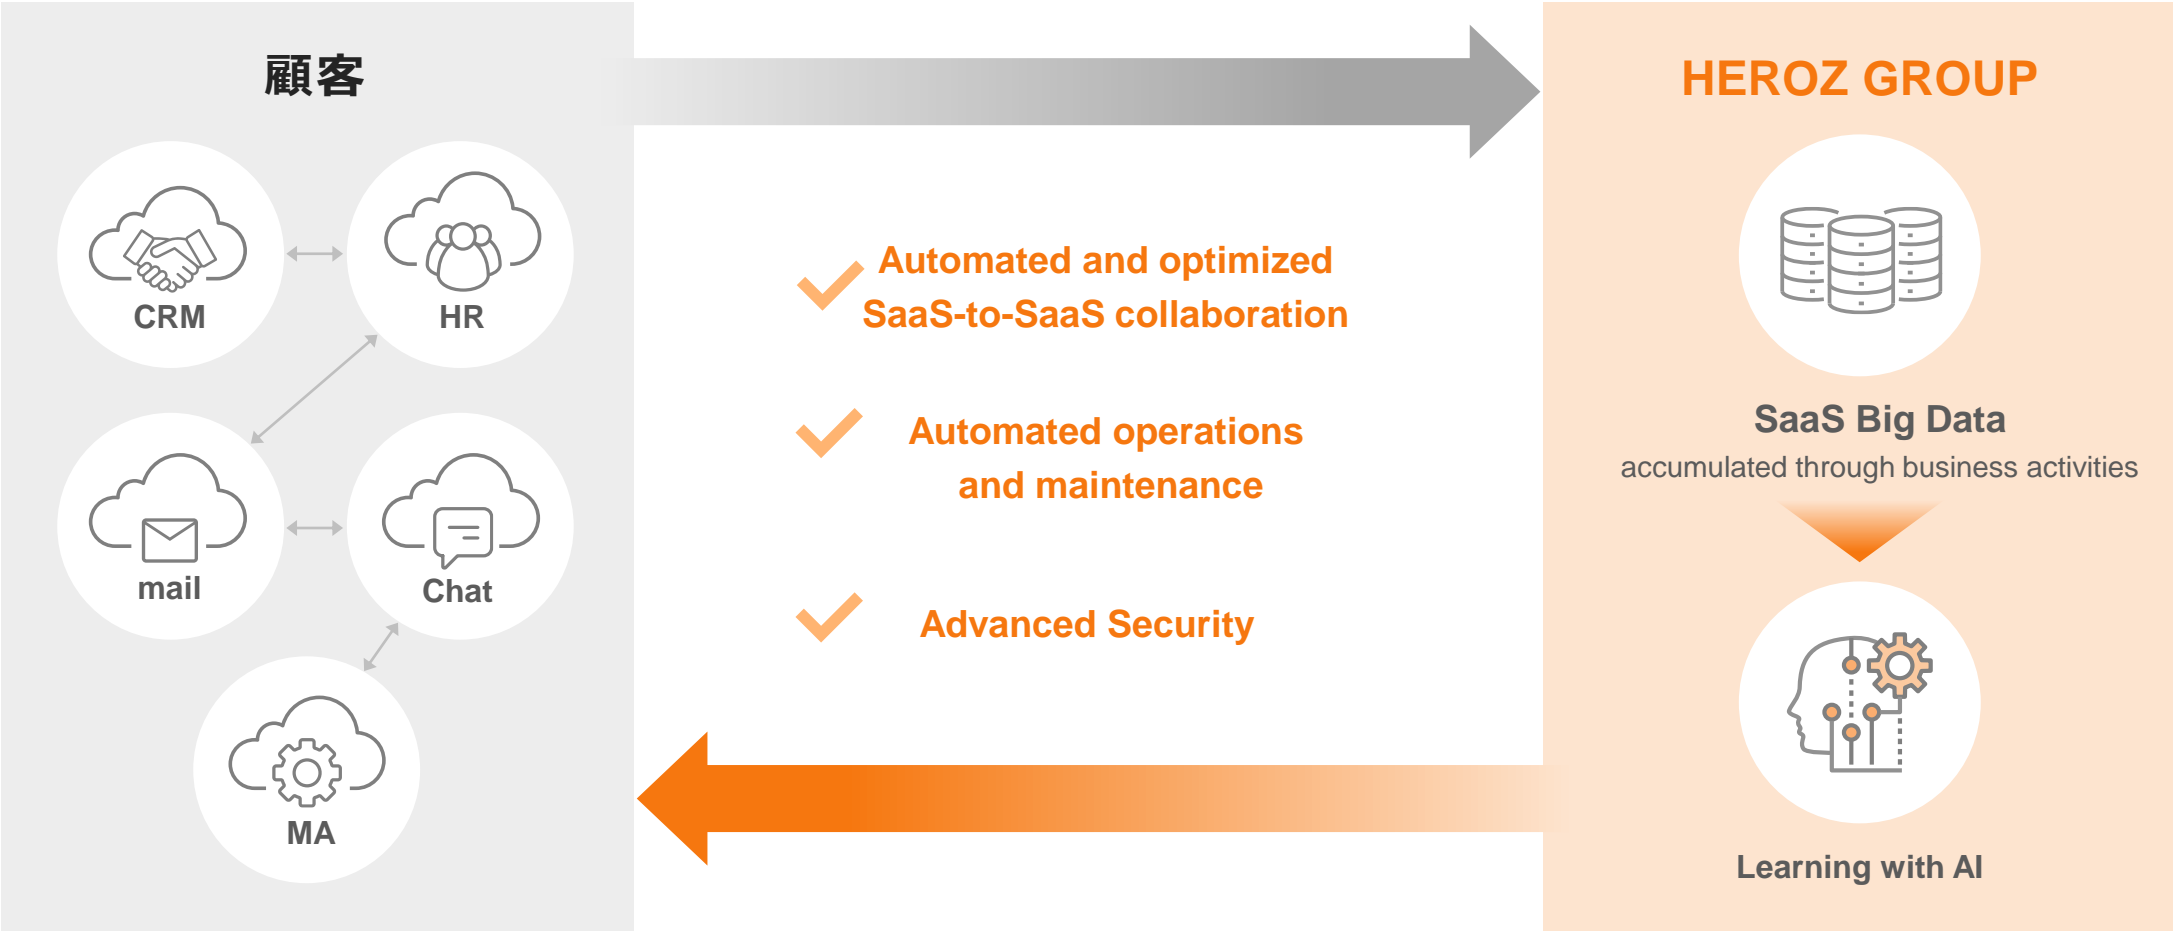 顧客
CRM
HR
mail
Chat
MA
Automated and optimized
SaaS-to-SaaS collaboration
Automated operations
and maintenance
Advanced Security
HEROZ GROUP
SaaS Big Data
accumulated through business activities
Learning with AI